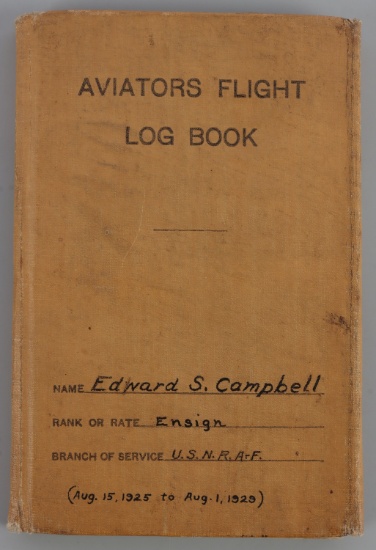 AVIATORS FLIGHT
LOG BOOK
NAME Edward S. Campbell
RANK OR RATE Ensign
BRANCH OF SERVICE U.S.N.R.A-F.
(Aug. 15, 1925 to Aug. 1, 1929)